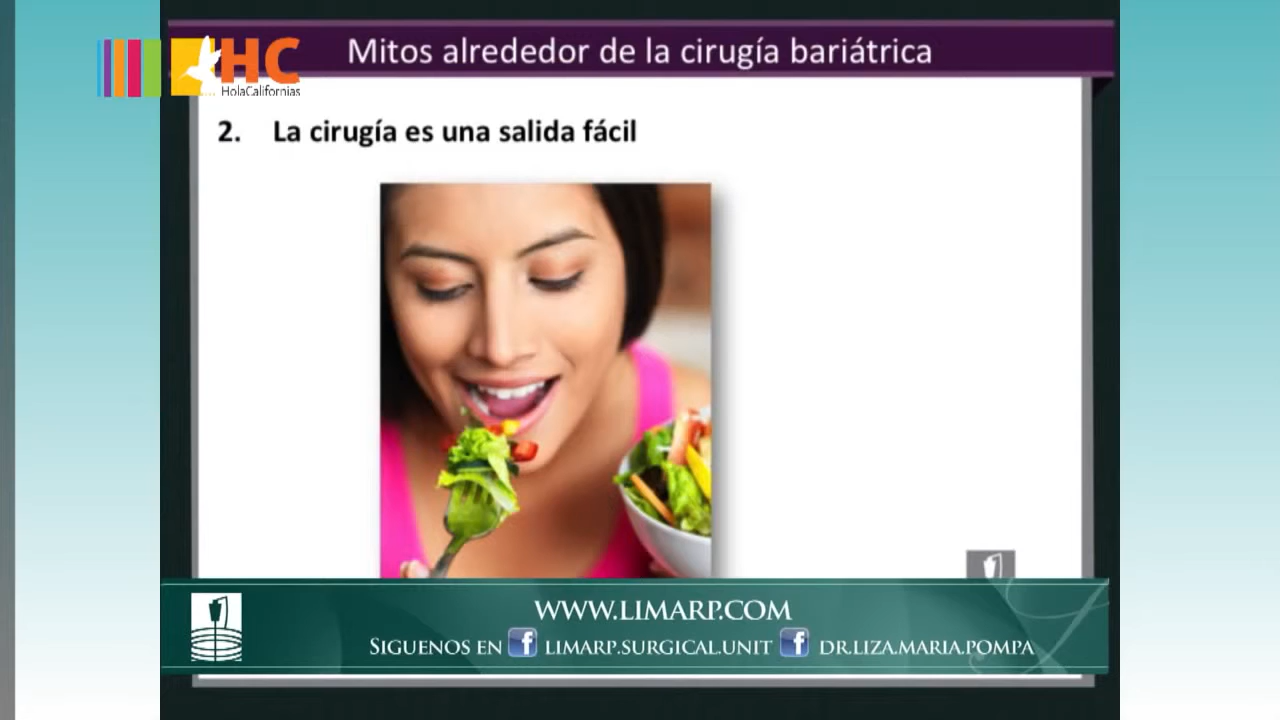 Mitos alrededor de la cirugía bariátrica
HC
HolaCalifornias
2. La cirugía es una salida fácil
WWW.LIMARP.COM
SIGUENOS EN f LIMARP.SURGICAL.UNIT f DR.LIZA.MARIA.POMPA